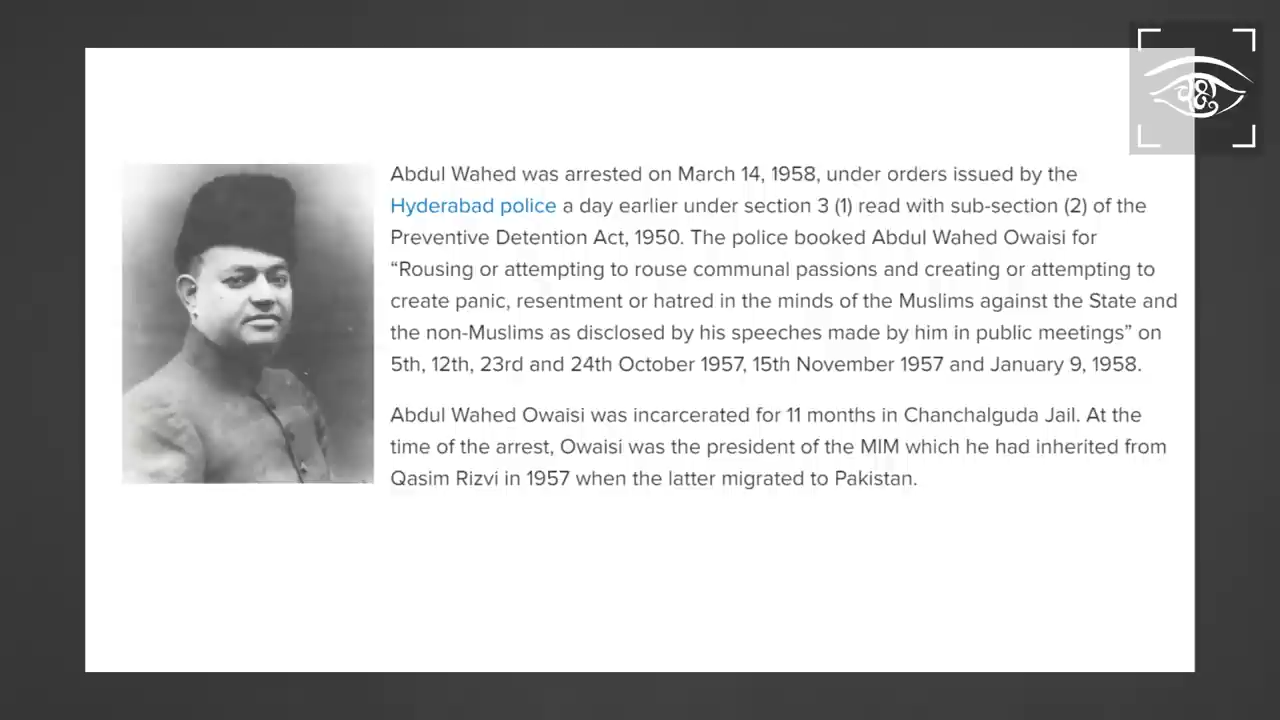 Abdul Wahed was arrested on March 14, 1958, under orders issued by the
Hyderabad police a day earlier under section 3 (1) read with sub-section (2) of the
Preventive Detention Act, 1950. The police booked Abdul Wahed Owaisi for
“Rousing or attempting to rouse communal passions and creating or attempting to
create panic, resentment or hatred in the minds of the Muslims against the State and
the non-Muslims as disclosed by his speeches made by him in public meetings” on
5th, 12th, 23rd and 24th October 1957, 15th November 1957 and January 9, 1958.
Abdul Wahed Owaisi was incarcerated for 11 months in Chanchalguda Jail. At the
time of the arrest, Owaisi was the president of the MIM which he had inherited from
Qasim Rizvi in 1957 when the latter migrated to Pakistan.